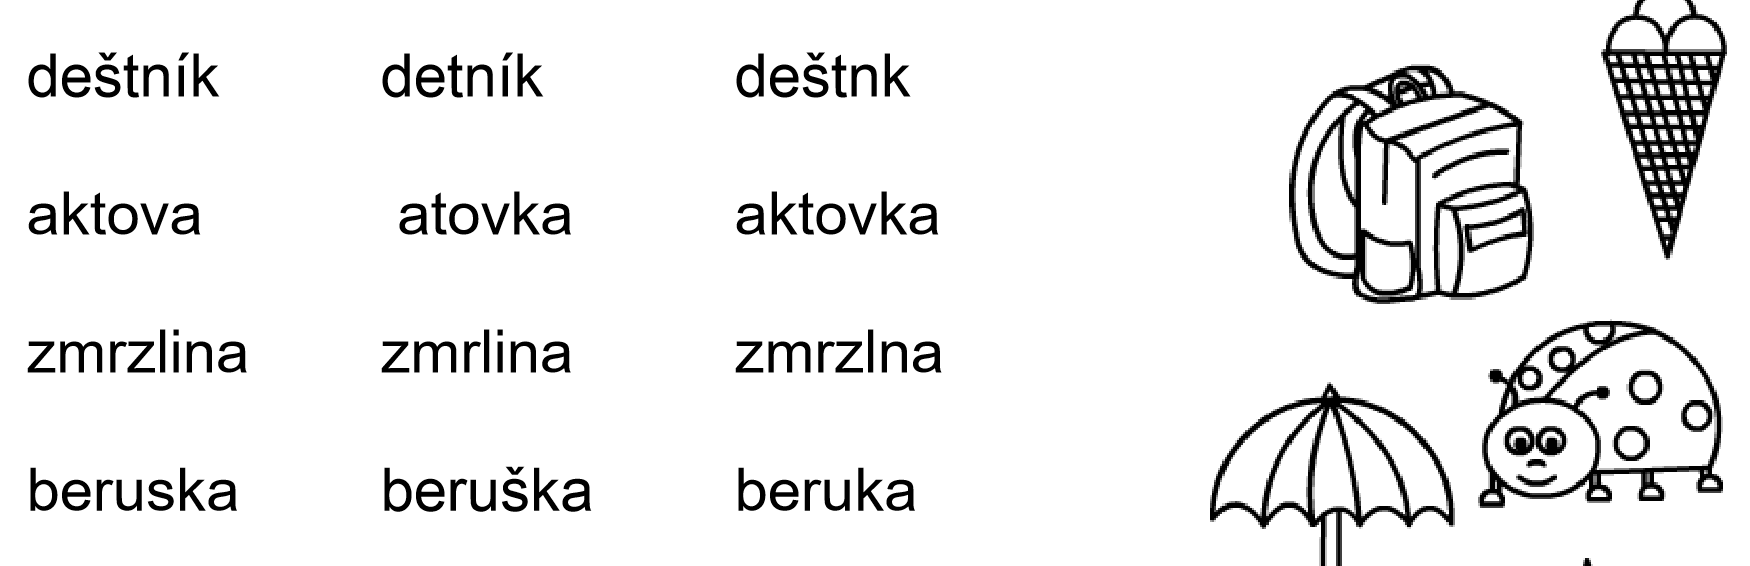 deštník detník deštnk
aktova atovka aktovka
zmrzlina zmrlina zmrzlna
beruska beruška beruka